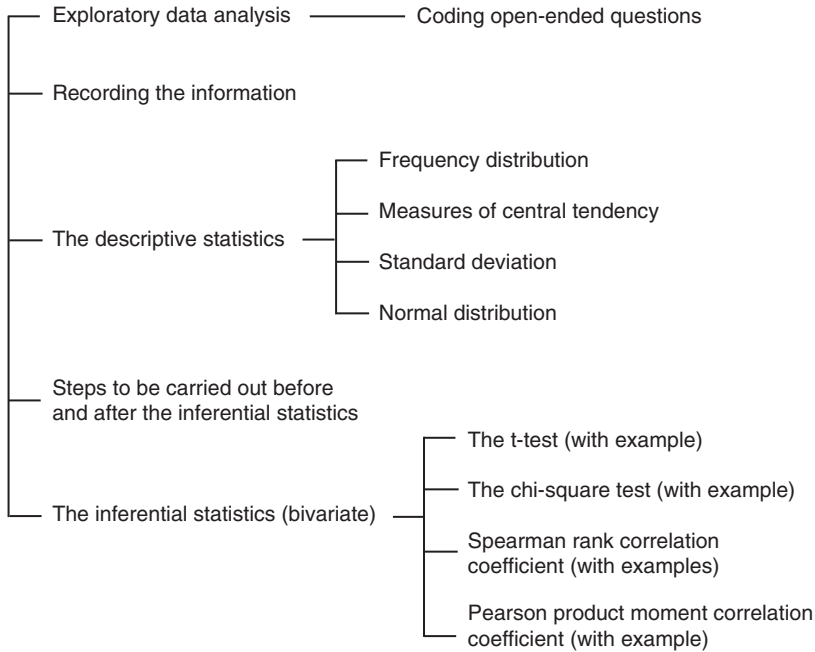 Exploratory data analysis
Coding open-ended questions
Recording the information
The descriptive statistics
Frequency distribution
Measures of central tendency
Standard deviation
Normal distribution
Steps to be carried out before
and after the inferential statistics
The inferential statistics (bivariate)
The t-test (with example)
The chi-square test (with example)
Spearman rank correlation
coefficient (with examples)
Pearson product moment correlation
coefficient (with example)